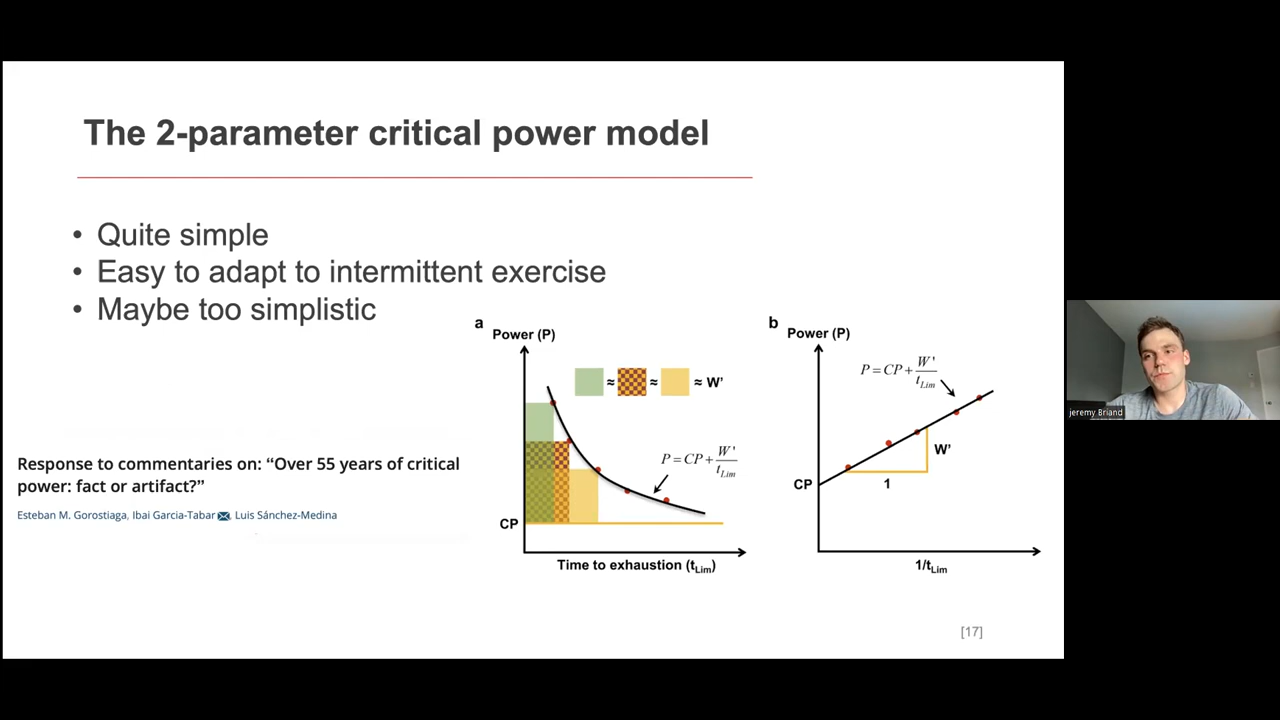 The 2-parameter critical power model
• Quite simple
• Easy to adapt to intermittent exercise
• Maybe too simplistic
Response to commentaries on: “Over 55 years of critical
power: fact or artifact?”
Esteban M. Gorostiaga, Ibai Garcia-Tabar, Luis Sánchez-Medina
a
Power (P)
≈ ≈ ≈ W'
P = CP + W'/tLim
CP
Time to exhaustion (tLim)
b
Power (P)
P = CP + W'/tLim
W'
1
CP
1/tLim
[17]
jeremy Briand